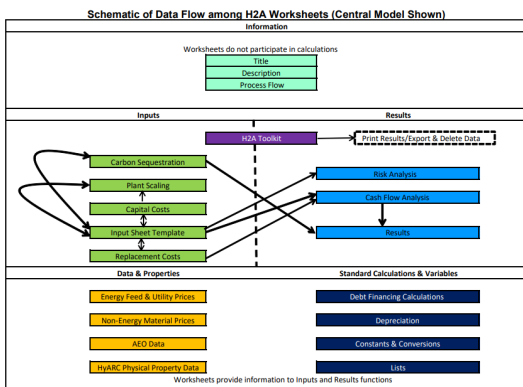 Schematic of Data Flow among H2A Worksheets (Central Model Shown)
Information
Worksheets do not participate in calculations
Title
Description
Process Flow
Inputs
Results
H2A Toolkit
Print Results/Export & Delete Data
Carbon Sequestration
Risk Analysis
Plant Scaling
Cash Flow Analysis
Capital Costs
Input Sheet Template
Results
Replacement Costs
Data & Properties
Standard Calculations & Variables
Energy Feed & Utility Prices
Debt Financing Calculations
Non-Energy Material Prices
Depreciation
AEO Data
Constants & Conversions
HyARC Physical Property Data
Lists
Worksheets provide information to Inputs and Results functions